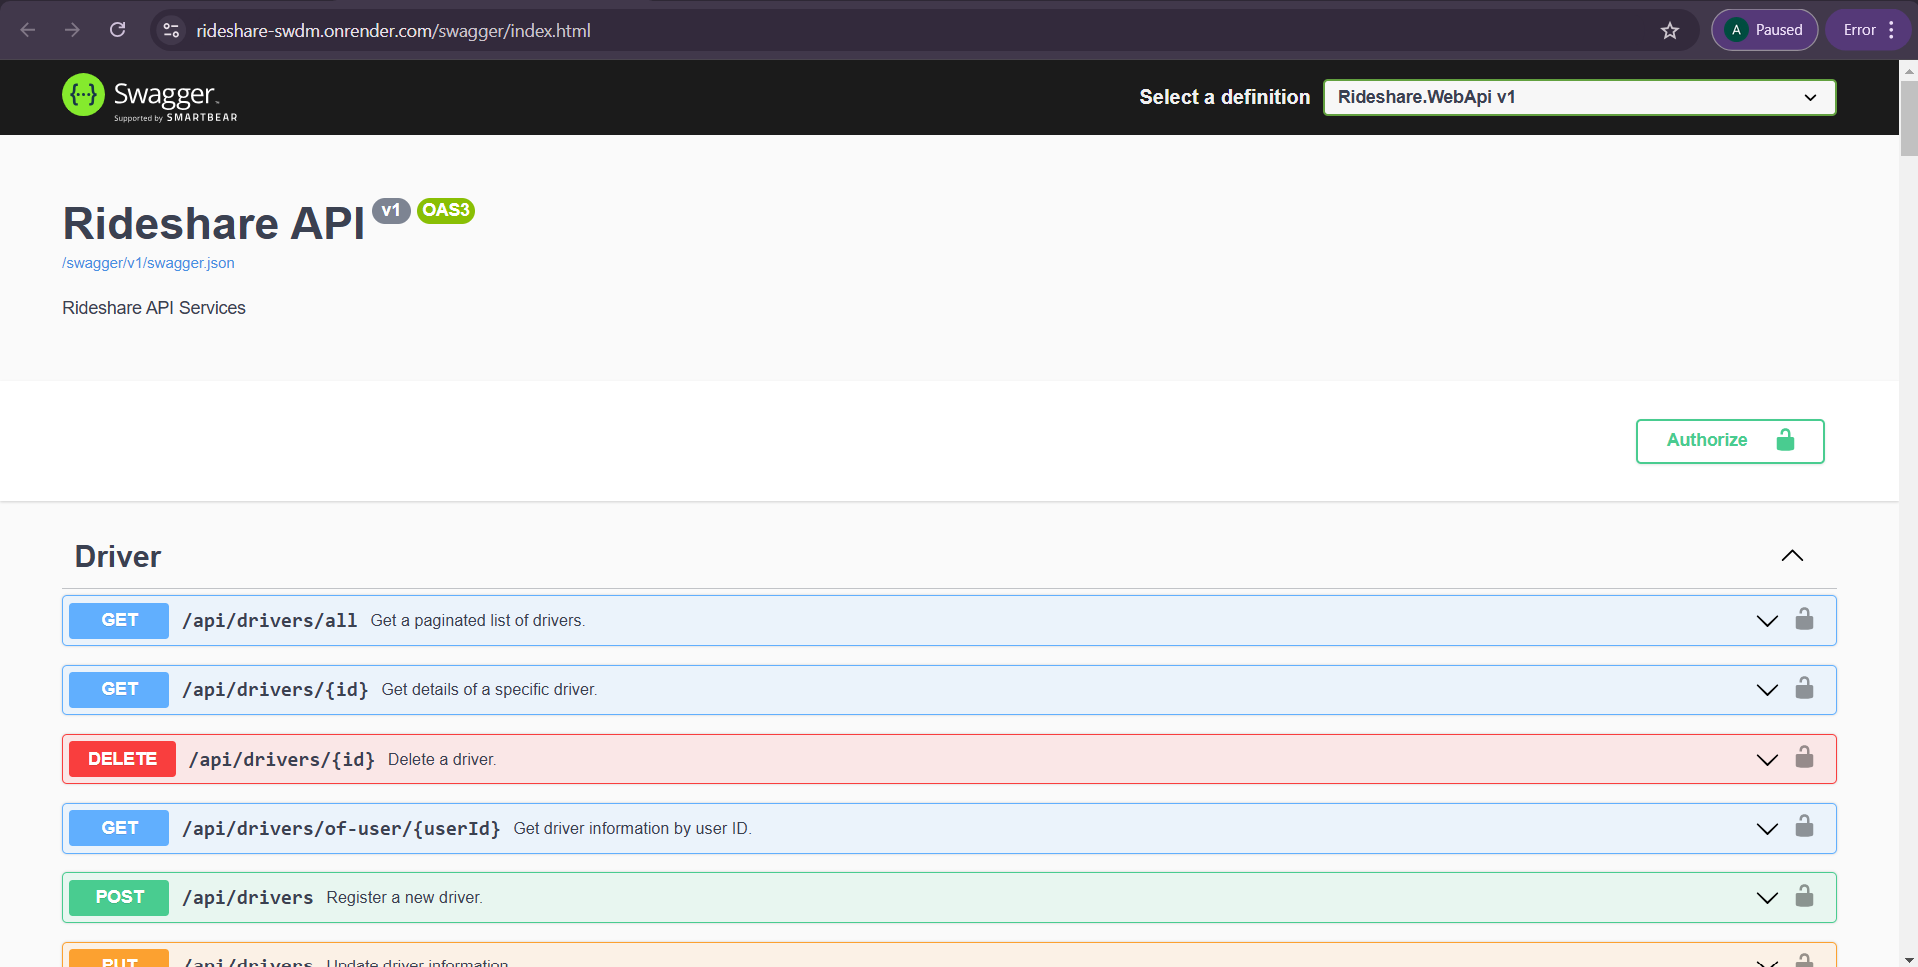 rideshare-swdm.onrender.com/swagger/index.html
A Paused
Error
{···} Swagger.
Supported by SMARTBEAR
Select a definition
Rideshare.WebApi v1
Rideshare API v1 OAS3
/swagger/v1/swagger.json
Rideshare API Services
Authorize
Driver
GET /api/drivers/all Get a paginated list of drivers.
GET /api/drivers/{id} Get details of a specific driver.
DELETE /api/drivers/{id} Delete a driver.
GET /api/drivers/of-user/{userId} Get driver information by user ID.
POST /api/drivers Register a new driver.
PUT /api/drivers Update driver information